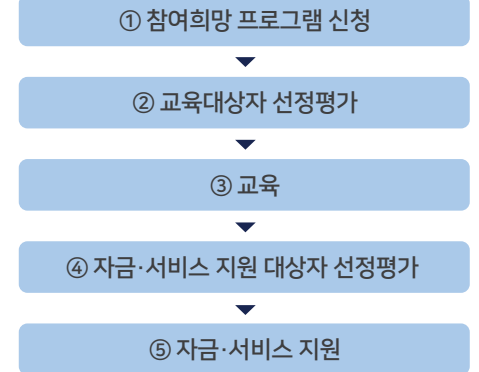 ① 참여희망 프로그램 신청
② 교육대상자 선정평가
③ 교육
④ 자금·서비스 지원 대상자 선정평가
⑤ 자금·서비스 지원